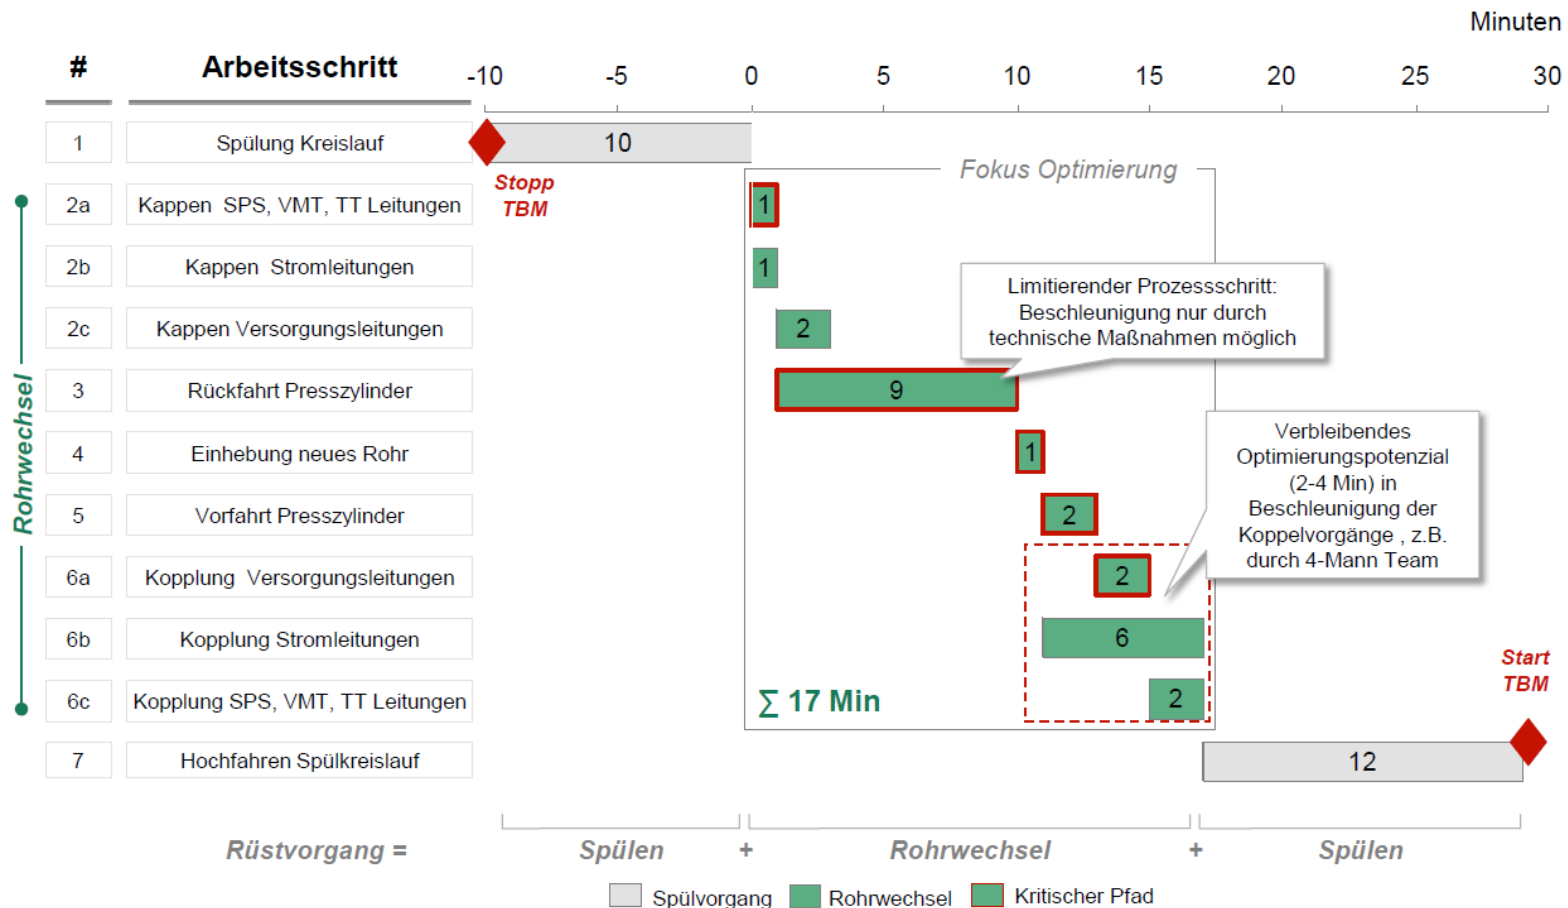 Minuten
# Arbeitsschritt -10 -5 0 5 10 15 20 25 30
1 Spülung Kreislauf 10
Fokus Optimierung
Stopp
TBM
2a Kappen SPS, VMT, TT Leitungen 1
2b Kappen Stromleitungen 1
Limitierender Prozessschritt:
Beschleunigung nur durch
technische Maßnahmen möglich
2c Kappen Versorgungsleitungen 2
3 Rückfahrt Presszylinder 9
4 Einhebung neues Rohr 1
Verbleibendes
Optimierungspotenzial
(2-4 Min) in
Beschleunigung der
Koppelvorgänge , z.B.
durch 4-Mann Team
5 Vorfahrt Presszylinder 2
6a Kopplung Versorgungsleitungen 2
6b Kopplung Stromleitungen 6
6c Kopplung SPS, VMT, TT Leitungen 2
Rohrwechsel
∑ 17 Min
Start
TBM
7 Hochfahren Spülkreislauf 12
Rüstvorgang = Spülen + Rohrwechsel + Spülen
Spülvorgang Rohrwechsel Kritischer Pfad